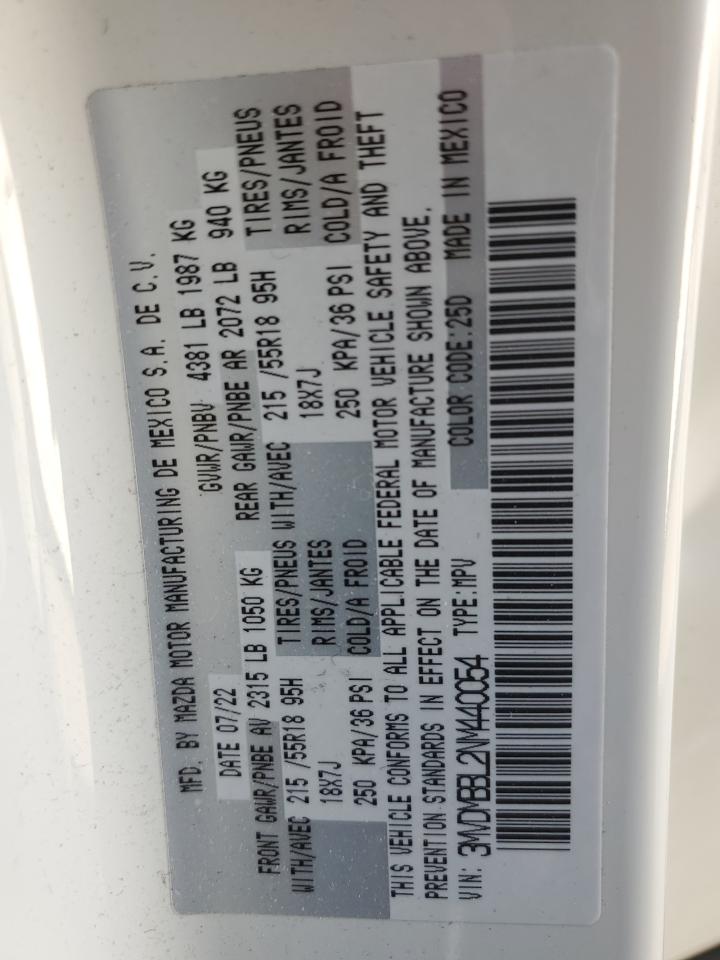 MFD. BY MAZDA MOTOR MANUFACTURING DE MEXICO S.A. DE C.V.
DATE 07/22 GVWR/PNBV 4381 LB 1987 KG
FRONT GAWR/PNBE AV 2315 LB 1050 KG REAR GAWR/PNBE AR 2072 LB 940 KG
WITH/AVEC 215 /55R18 95H TIRES/PNEUS WITH/AVEC 215 /55R18 95H TIRES/PNEUS
18X7J RIMS/JANTES 18X7J RIMS/JANTES
250 KPA/36 PSI COLD/A FROID 250 KPA/36 PSI COLD/A FROID
THIS VEHICLE CONFORMS TO ALL APPLICABLE FEDERAL MOTOR VEHICLE SAFETY AND THEFT
PREVENTION STANDARDS IN EFFECT ON THE DATE OF MANUFACTURE SHOWN ABOVE.
VIN: 3MVDMBBL2NM440054 TYPE:MPV COLOR CODE:25D MADE IN MEXICO